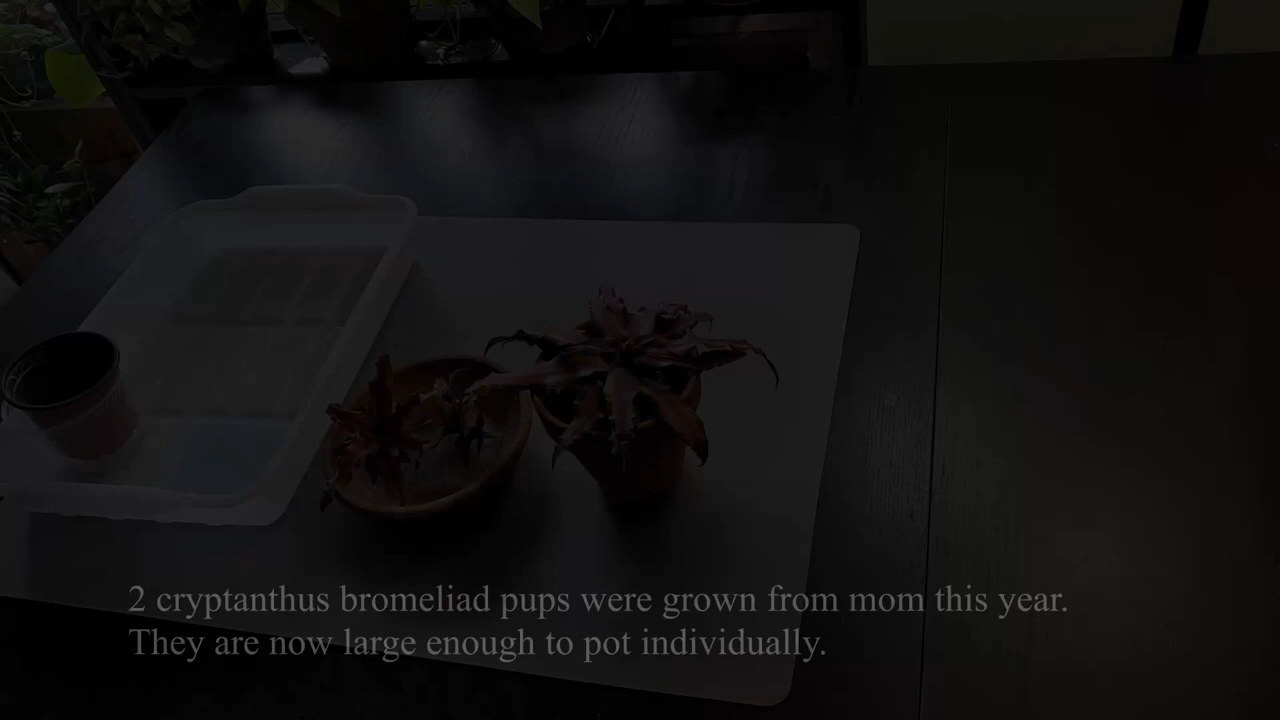 2 cryptanthus bromeliad pups were grown from mom this year.
They are now large enough to pot individually.